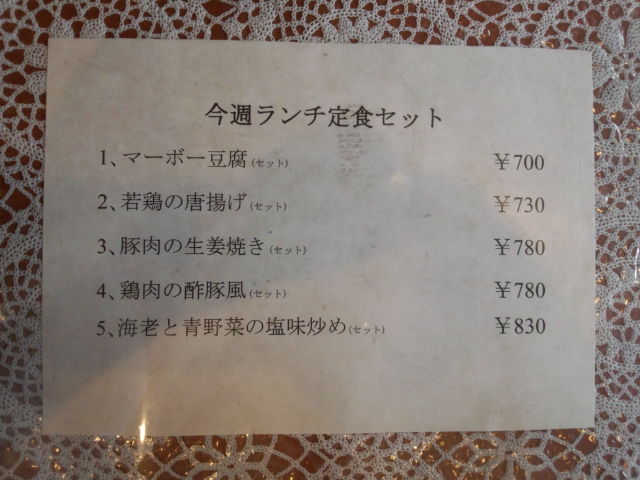 今週ランチ定食セット
1、マーボー豆腐(セット) ￥700
2、若鶏の唐揚げ(セット) ￥730
3、豚肉の生姜焼き(セット) ￥780
4、鶏肉の酢豚風(セット) ￥780
5、海老と青野菜の塩味炒め(セット) ￥830